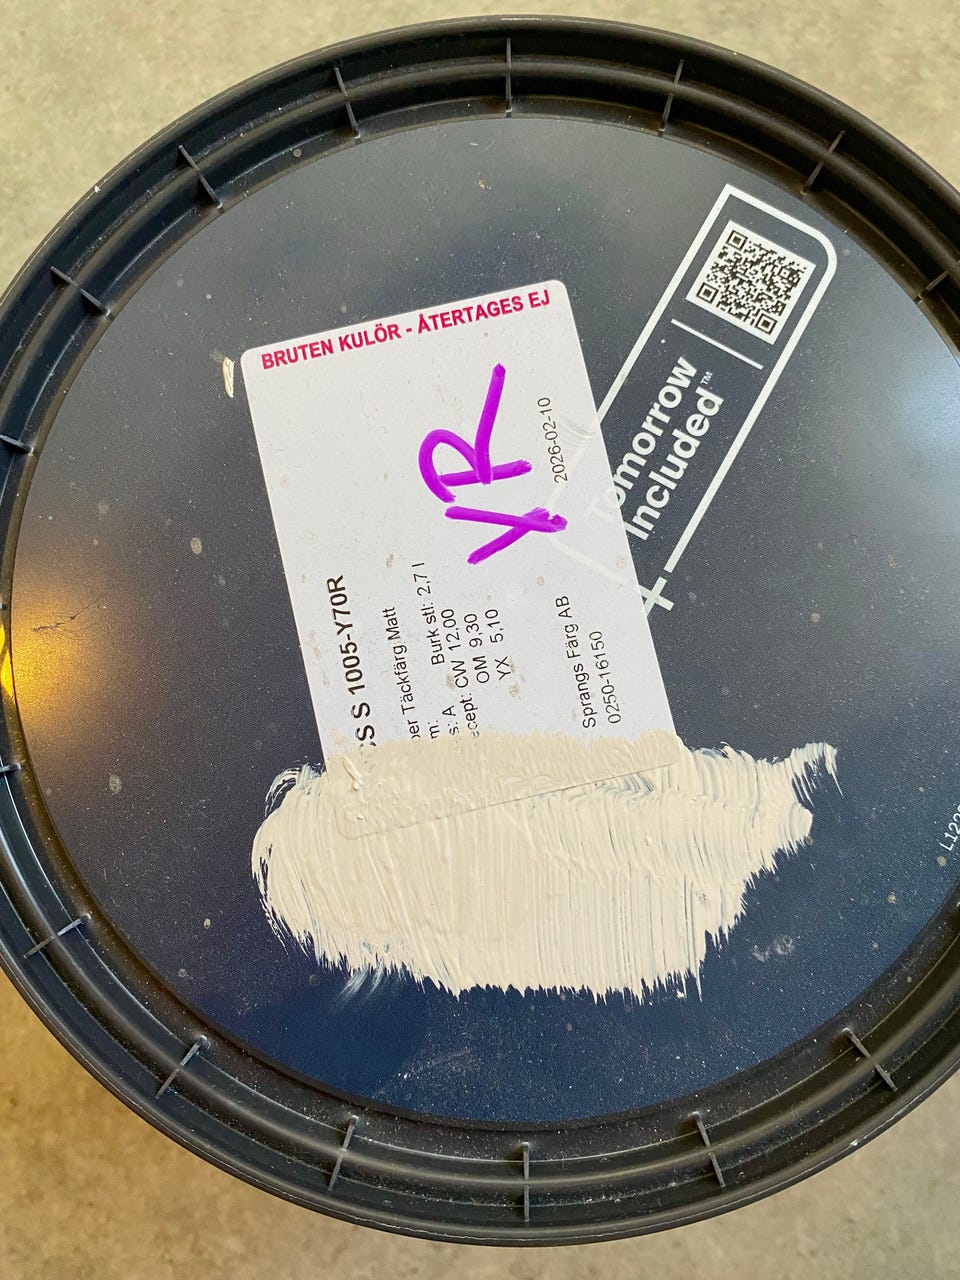 BRUTEN KULÖR - ÅTERTAGES EJ
S 1005-Y70R
Täckfärg Matt
Burk stl: 2,7 l
A
CW 12,00
OM 9,30
YX 5,10
YR
2026-02-10
Sprangs Färg AB
0250-16150
Tomorrow
Included™